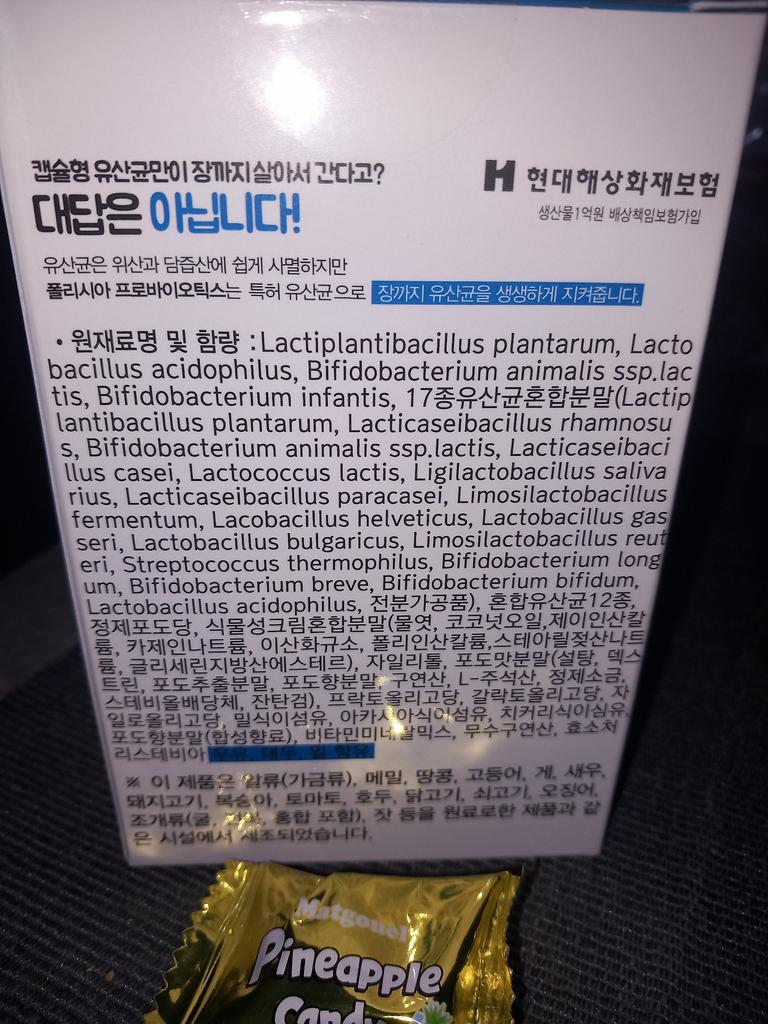 캡슐형 유산균만이 장까지 살아서 간다고?
대답은 아닙니다!
H 현대해상화재보험
생산물1억원 배상책임보험가입
유산균은 위산과 담즙산에 쉽게 사멸하지만
폴리시아 프로바이오틱스는 특허 유산균으로 장까지 유산균을 생생하게 지켜줍니다.
• 원재료명 및 함량 :Lactiplantibacillus plantarum, Lacto
bacillus acidophilus, Bifidobacterium animalis ssp.lac
tis, Bifidobacterium infantis, 17종유산균혼합분말(Lactip
lantibacillus plantarum, Lacticaseibacillus rhamnosu
s, Bifidobacterium animalis ssp.lactis, Lacticaseibaci
llus casei, Lactococcus lactis, Ligilactobacillus saliva
rius, Lacticaseibacillus paracasei, Limosilactobacillus
fermentum, Lacobacillus helveticus, Lactobacillus gas
seri, Lactobacillus bulgaricus, Limosilactobacillus reut
eri, Streptococcus thermophilus, Bifidobacterium long
um, Bifidobacterium breve, Bifidobacterium bifidum,
Lactobacillus acidophilus, 전분가공품), 혼합유산균12종,
정제포도당, 식물성크림혼합분말(물엿, 코코넛오일,제이인산칼
륨, 카제인나트륨, 이산화규소, 폴리인산칼륨,스테아릴젖산나트
륨, 글리세린지방산에스테르), 자일리톨, 포도맛분말(설탕, 덱스
트린, 포도추출분말, 포도향분말, 구연산, L-주석산, 정제소금,
스테비올배당체, 잔탄검), 프락토올리고당, 갈락토올리고당, 자
일로올리고당, 밀식이섬유, 아카시아식이섬유, 치커리식이섬유,
포도향분말(합성향료), 비타민미네랄믹스, 무수구연산, 효소처
리스테비아 우유, 대두, 밀 함유
※ 이 제품은 알류(가금류), 메밀, 땅콩, 고등어, 게, 새우,
돼지고기, 복숭아, 토마토, 호두, 닭고기, 쇠고기, 오징어,
조개류(굴, 전복, 홍합 포함), 잣 등을 원료로한 제품과 같
은 시설에서 제조되었습니다.
Matgouel
Pineapple
Candy